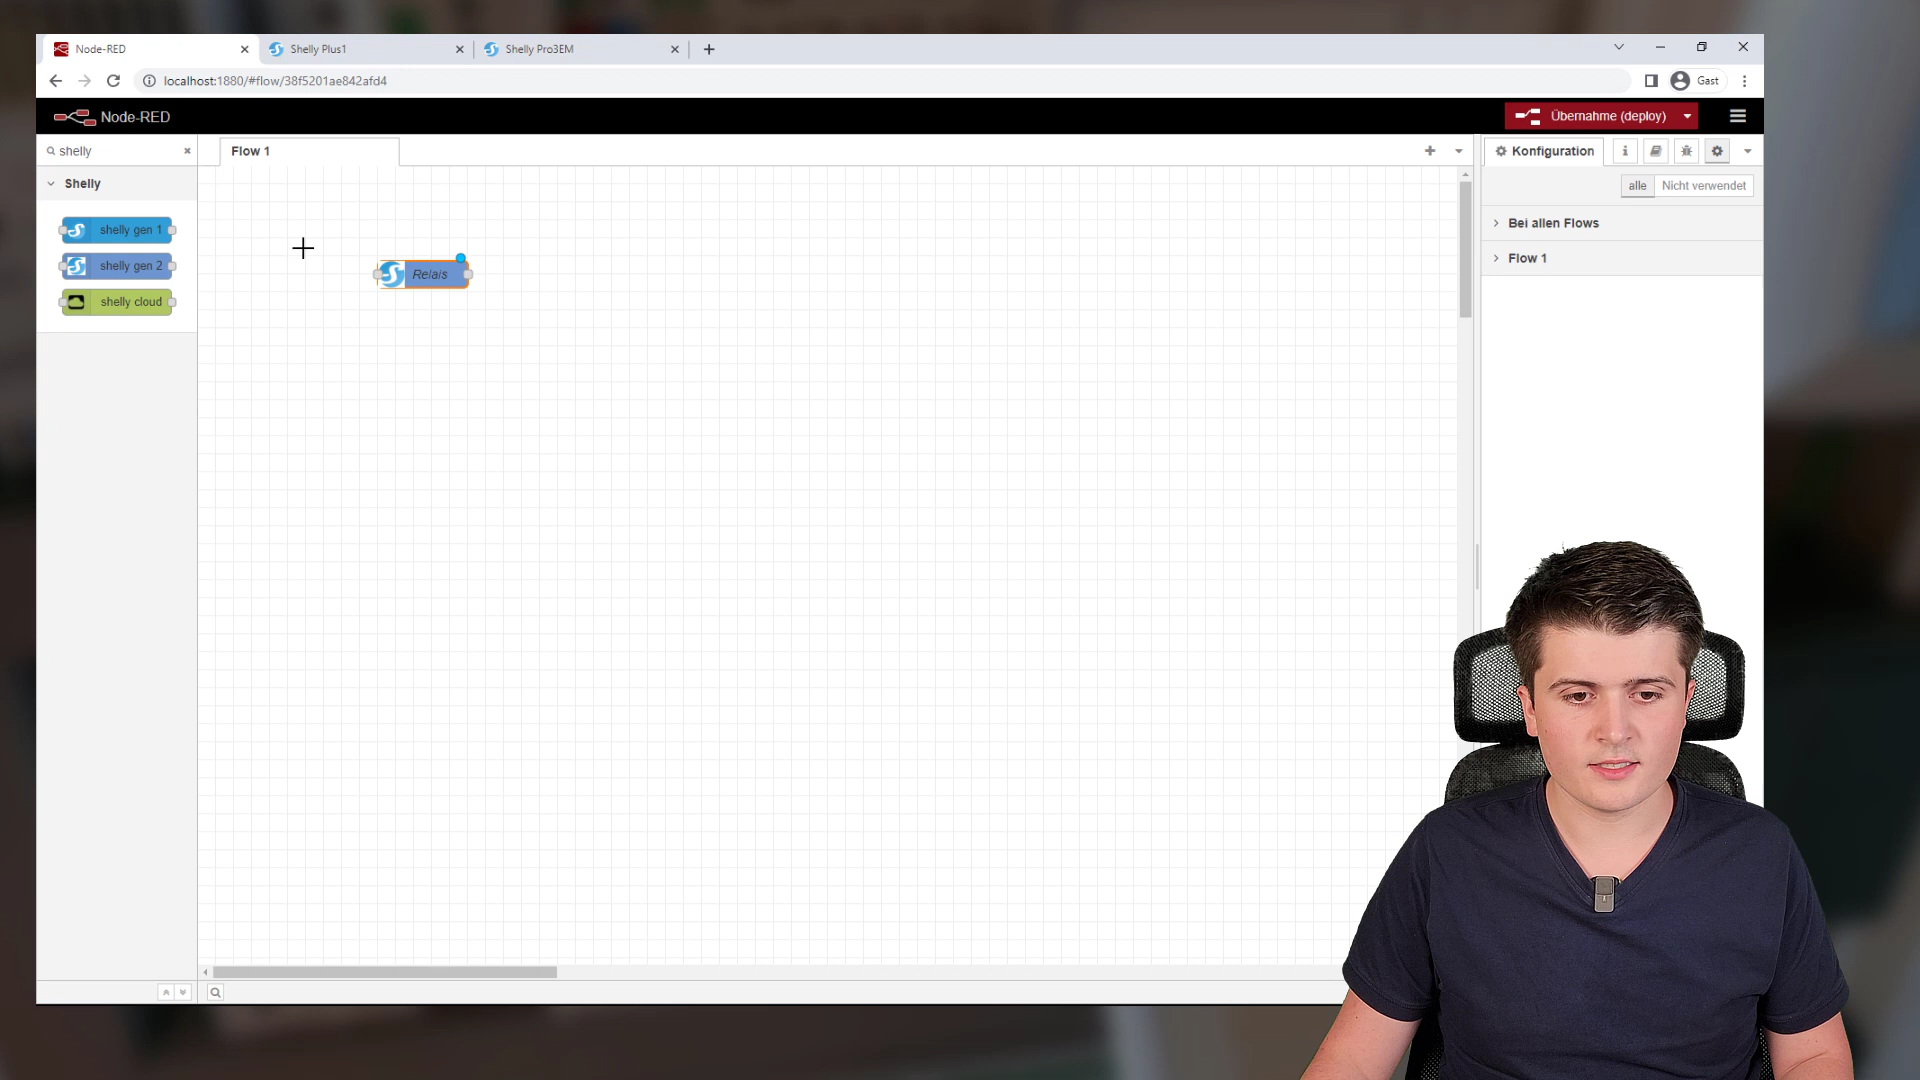 Node-RED
Shelly Plus1
Shelly Pro3EM
localhost:1880/#flow/38f5201ae842afd4
Gast
Node-RED
Übernahme (deploy)
shelly
Flow 1
Konfiguration
alle
Nicht verwendet
Shelly
shelly gen 1
shelly gen 2
shelly cloud
Relais
Bei allen Flows
Flow 1